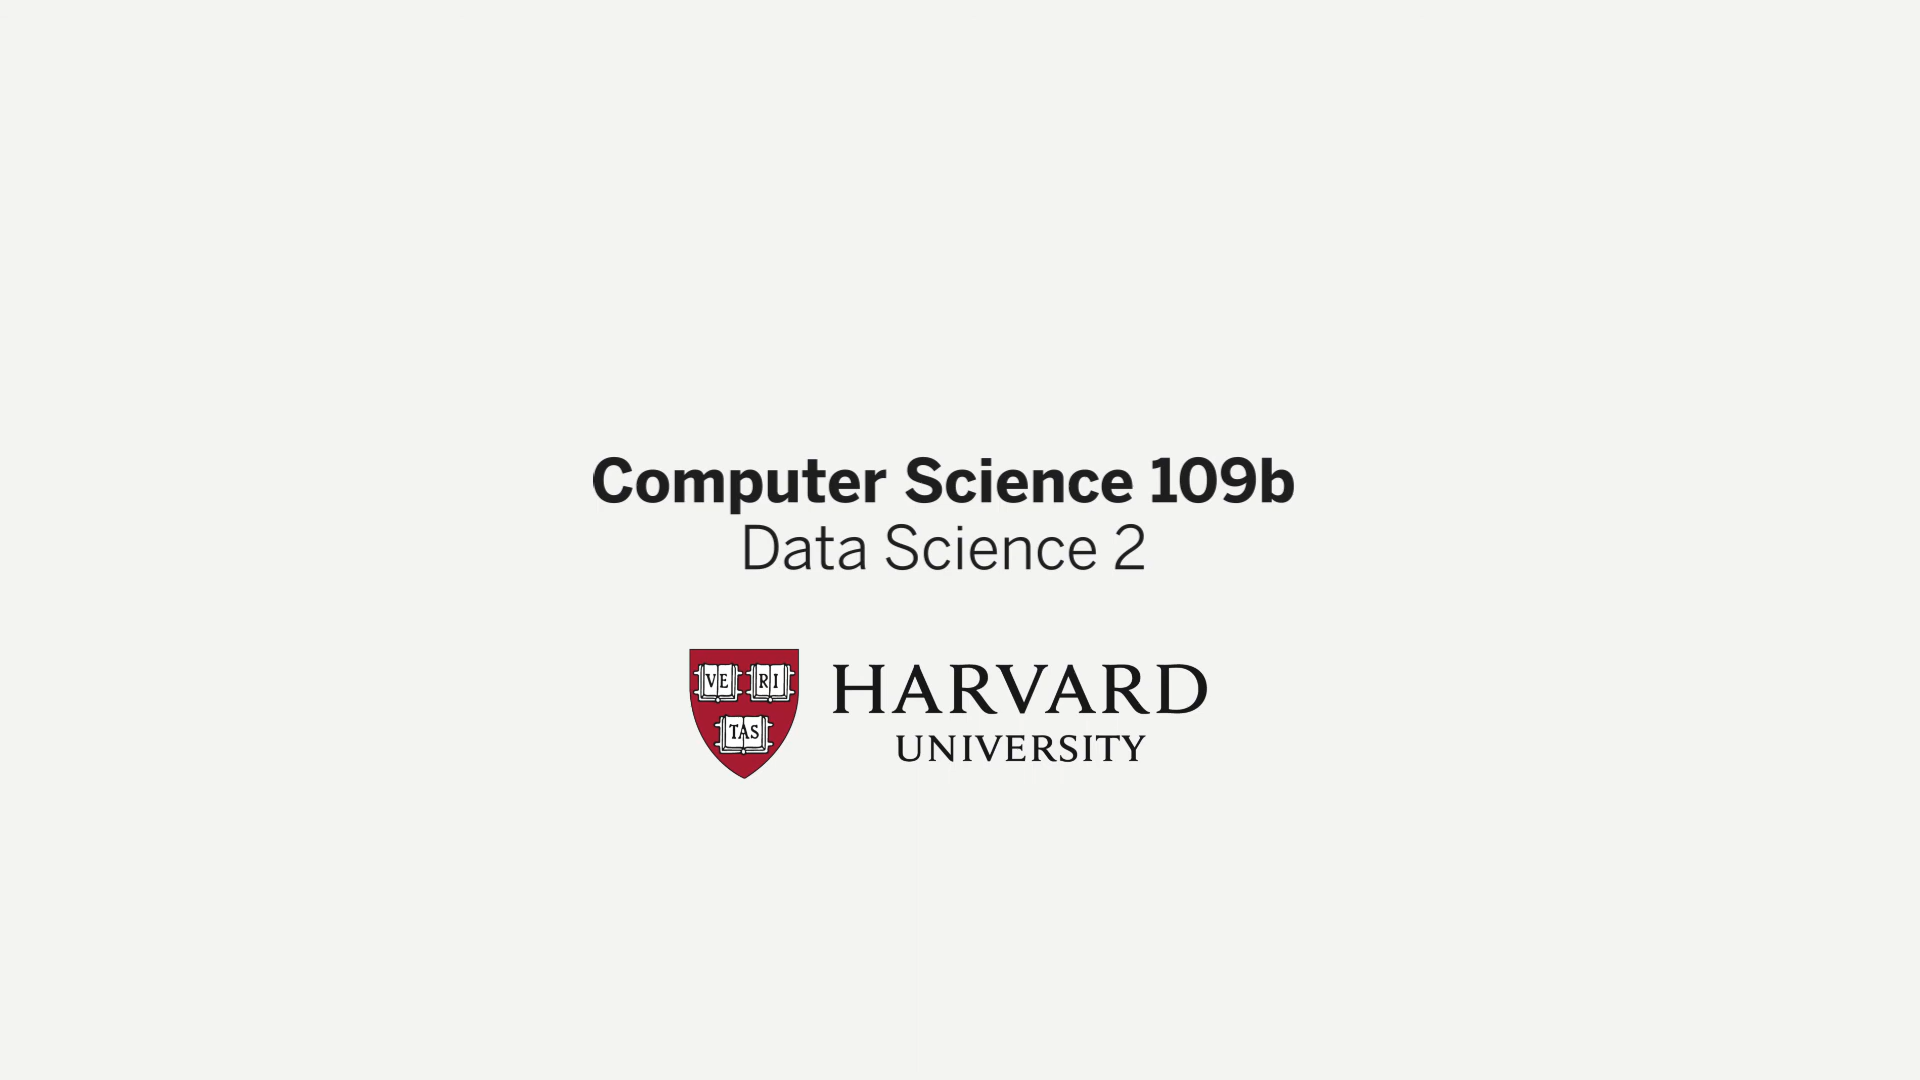 Computer Science 109b
Data Science 2
VE RI
TAS
HARVARD
UNIVERSITY